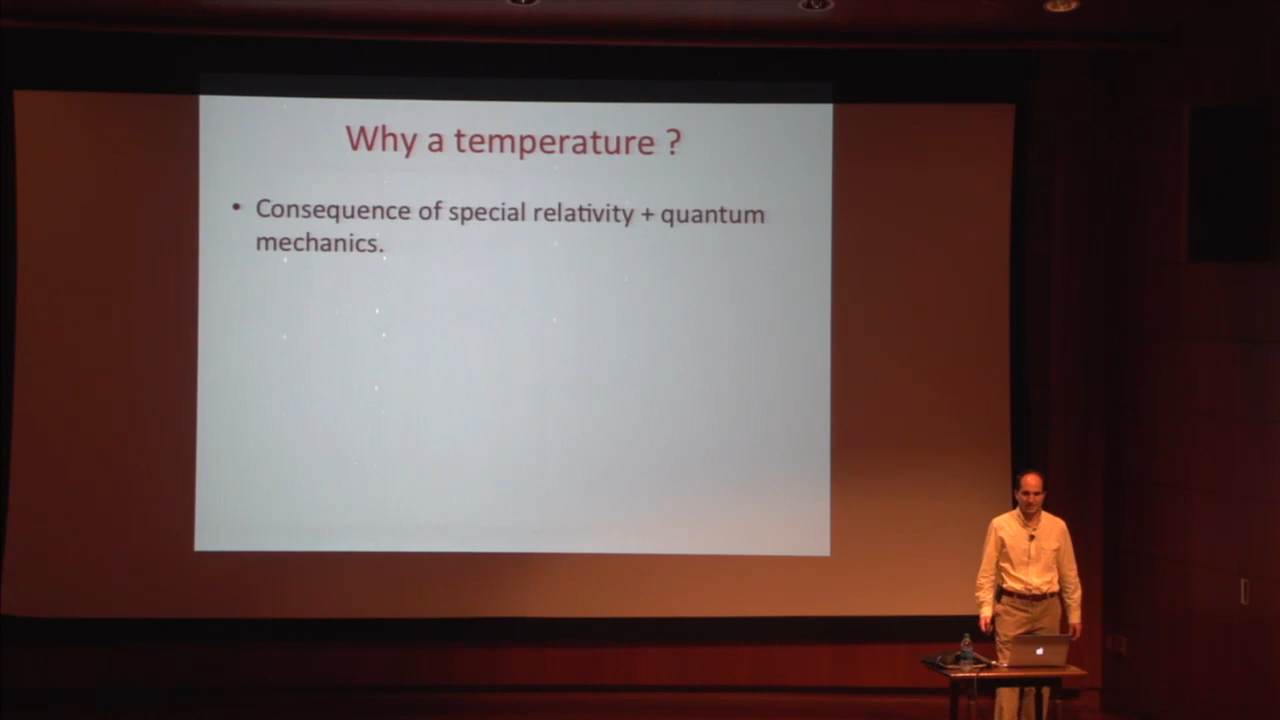 Why a temperature ?
• Consequence of special relativity + quantum
mechanics.